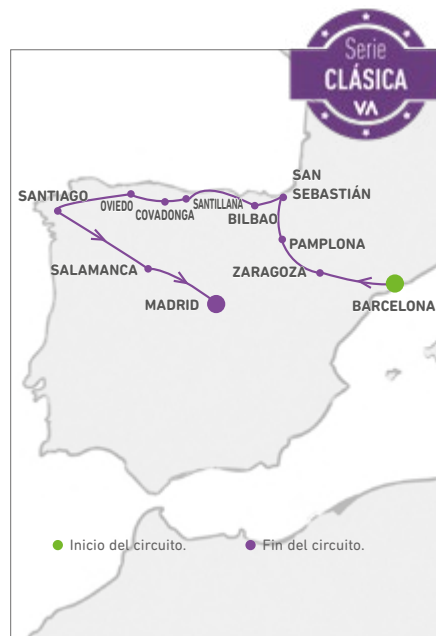 Serie
CLÁSICA
VA
SAN
SEBASTIÁN
SANTIAGO
OVIEDO
COVADONGA
SANTILLANA
BILBAO
PAMPLONA
SALAMANCA
ZARAGOZA
MADRID
BARCELONA
Inicio del circuito.
Fin del circuito.